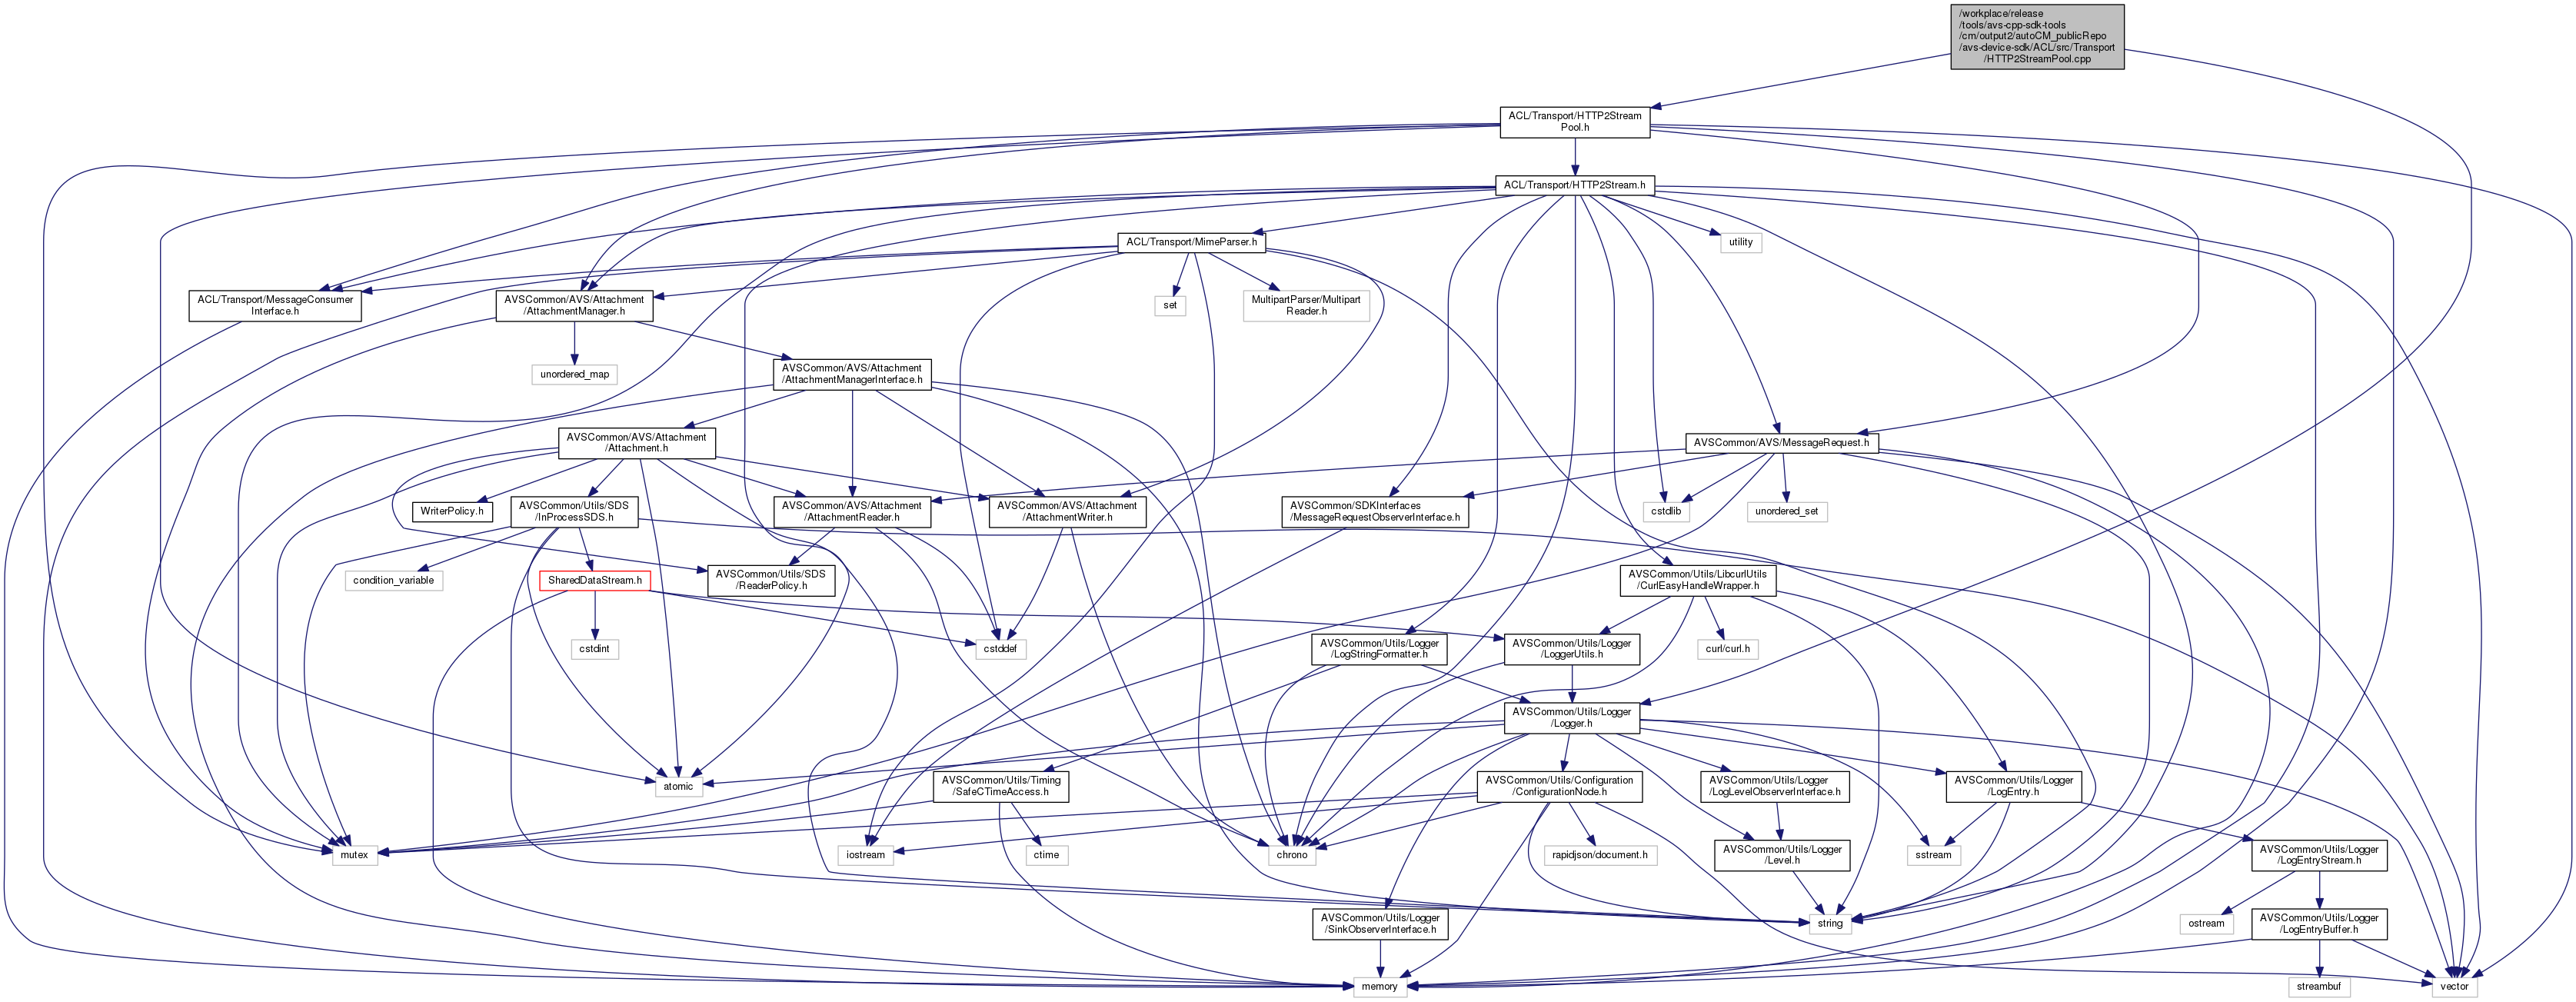 /workplace/release
/tools/avs-cpp-sdk-tools
/cm/output2/autoCM_publicRepo
/avs-device-sdk/ACL/src/Transport
/HTTP2StreamPool.cpp
ACL/Transport/HTTP2Stream
Pool.h
ACL/Transport/HTTP2Stream.h
ACL/Transport/MimeParser.h
utility
ACL/Transport/MessageConsumer
Interface.h
AVSCommon/AVS/Attachment
/AttachmentManager.h
set
MultipartParser/Multipart
Reader.h
unordered_map
AVSCommon/AVS/Attachment
/AttachmentManagerInterface.h
AVSCommon/AVS/Attachment
/Attachment.h
AVSCommon/AVS/MessageRequest.h
WriterPolicy.h
AVSCommon/Utils/SDS
/InProcessSDS.h
AVSCommon/AVS/Attachment
/AttachmentReader.h
AVSCommon/AVS/Attachment
/AttachmentWriter.h
AVSCommon/SDKInterfaces
/MessageRequestObserverInterface.h
cstdlib
unordered_set
condition_variable
SharedDataStream.h
AVSCommon/Utils/SDS
/ReaderPolicy.h
AVSCommon/Utils/LibcurlUtils
/CurlEasyHandleWrapper.h
cstdint
cstddef
AVSCommon/Utils/Logger
/LogStringFormatter.h
AVSCommon/Utils/Logger
/LoggerUtils.h
curl/curl.h
AVSCommon/Utils/Logger
/Logger.h
atomic
AVSCommon/Utils/Timing
/SafeCTimeAccess.h
AVSCommon/Utils/Configuration
/ConfigurationNode.h
AVSCommon/Utils/Logger
/LogLevelObserverInterface.h
AVSCommon/Utils/Logger
/LogEntry.h
mutex
iostream
ctime
chrono
rapidjson/document.h
AVSCommon/Utils/Logger
/Level.h
sstream
AVSCommon/Utils/Logger
/LogEntryStream.h
AVSCommon/Utils/Logger
/SinkObserverInterface.h
string
ostream
AVSCommon/Utils/Logger
/LogEntryBuffer.h
memory
streambuf
vector